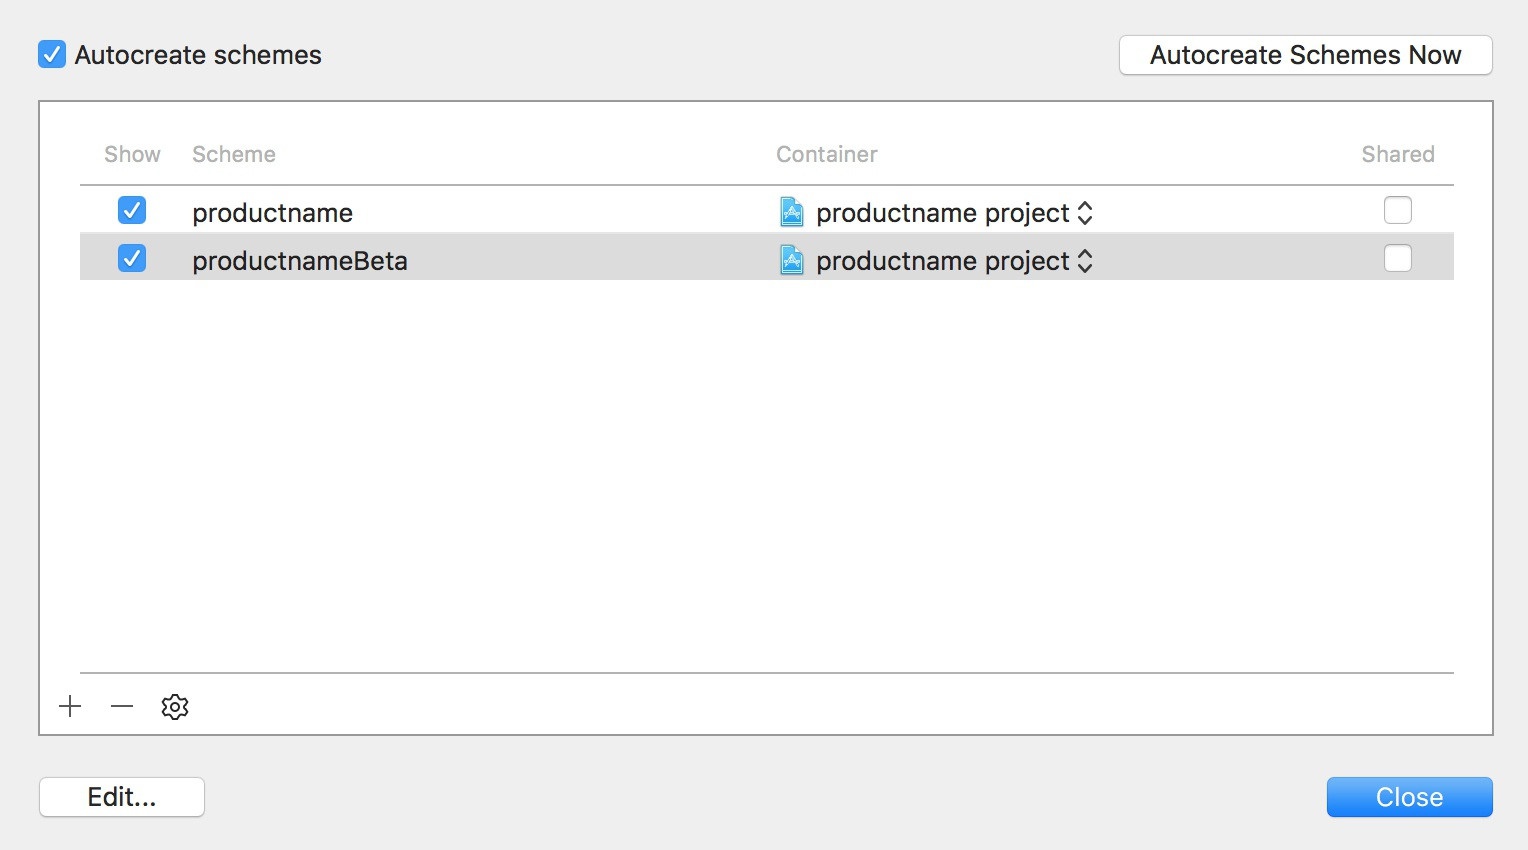 Autocreate schemes
Autocreate Schemes Now
Show Scheme Container Shared
productname productname project
productnameBeta productname project
Edit...
Close